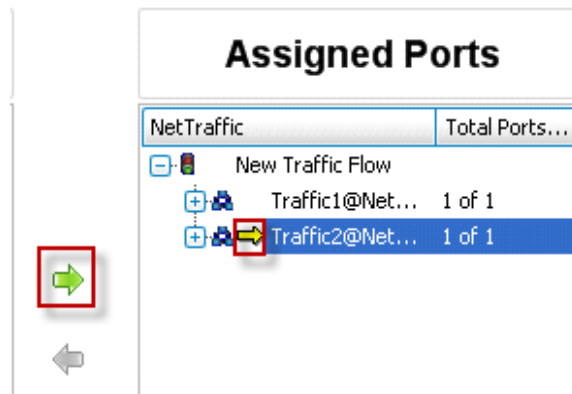 Assigned Ports
NetTraffic Total Ports...
New Traffic Flow
Traffic1@Net... 1 of 1
Traffic2@Net... 1 of 1